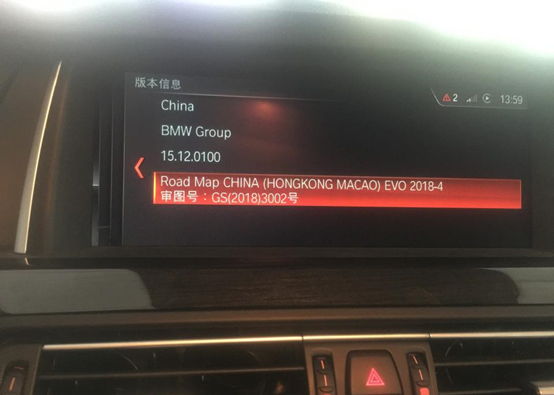 版本信息
2 13:59
China
BMW Group
15.12.0100
Road Map CHINA (HONGKONG MACAO) EVO 2018-4
审图号：GS(2018)3002号